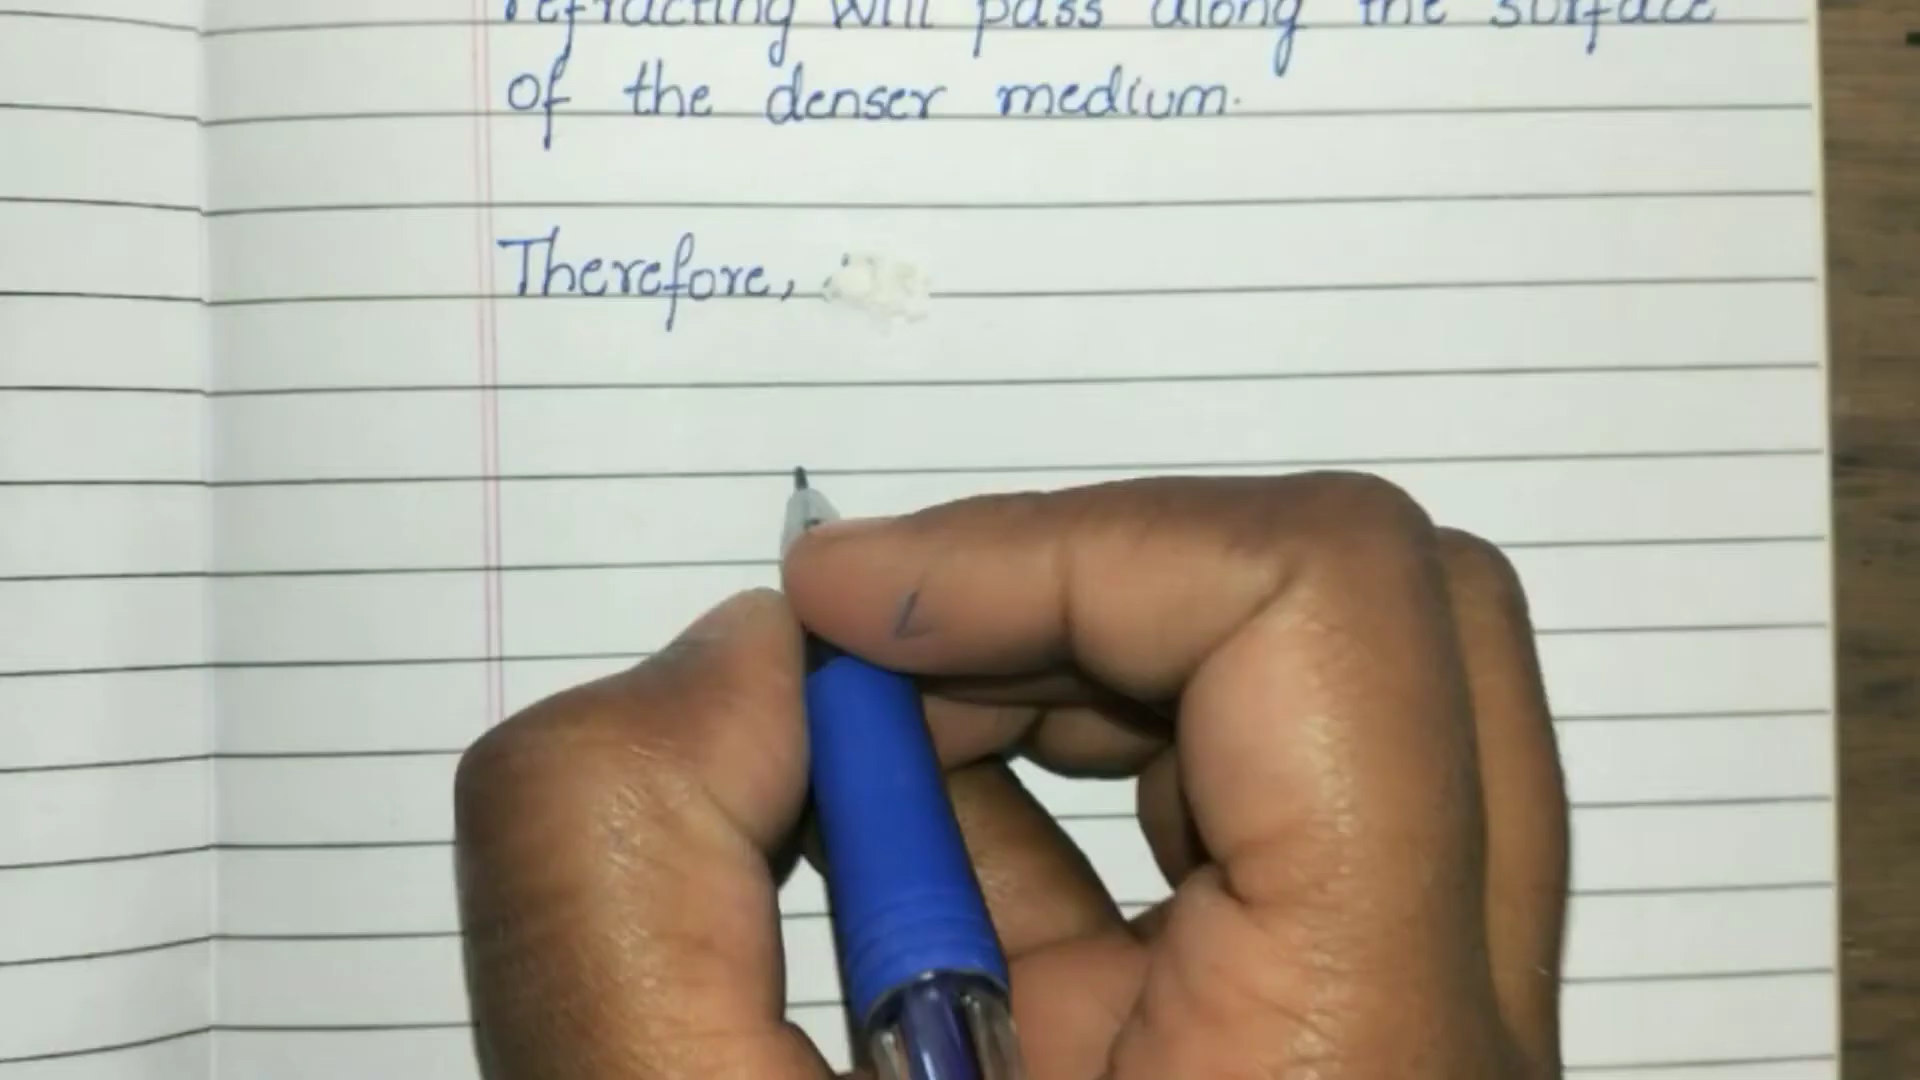 refracting will pass along the surface
of the denser medium.
Therefore,